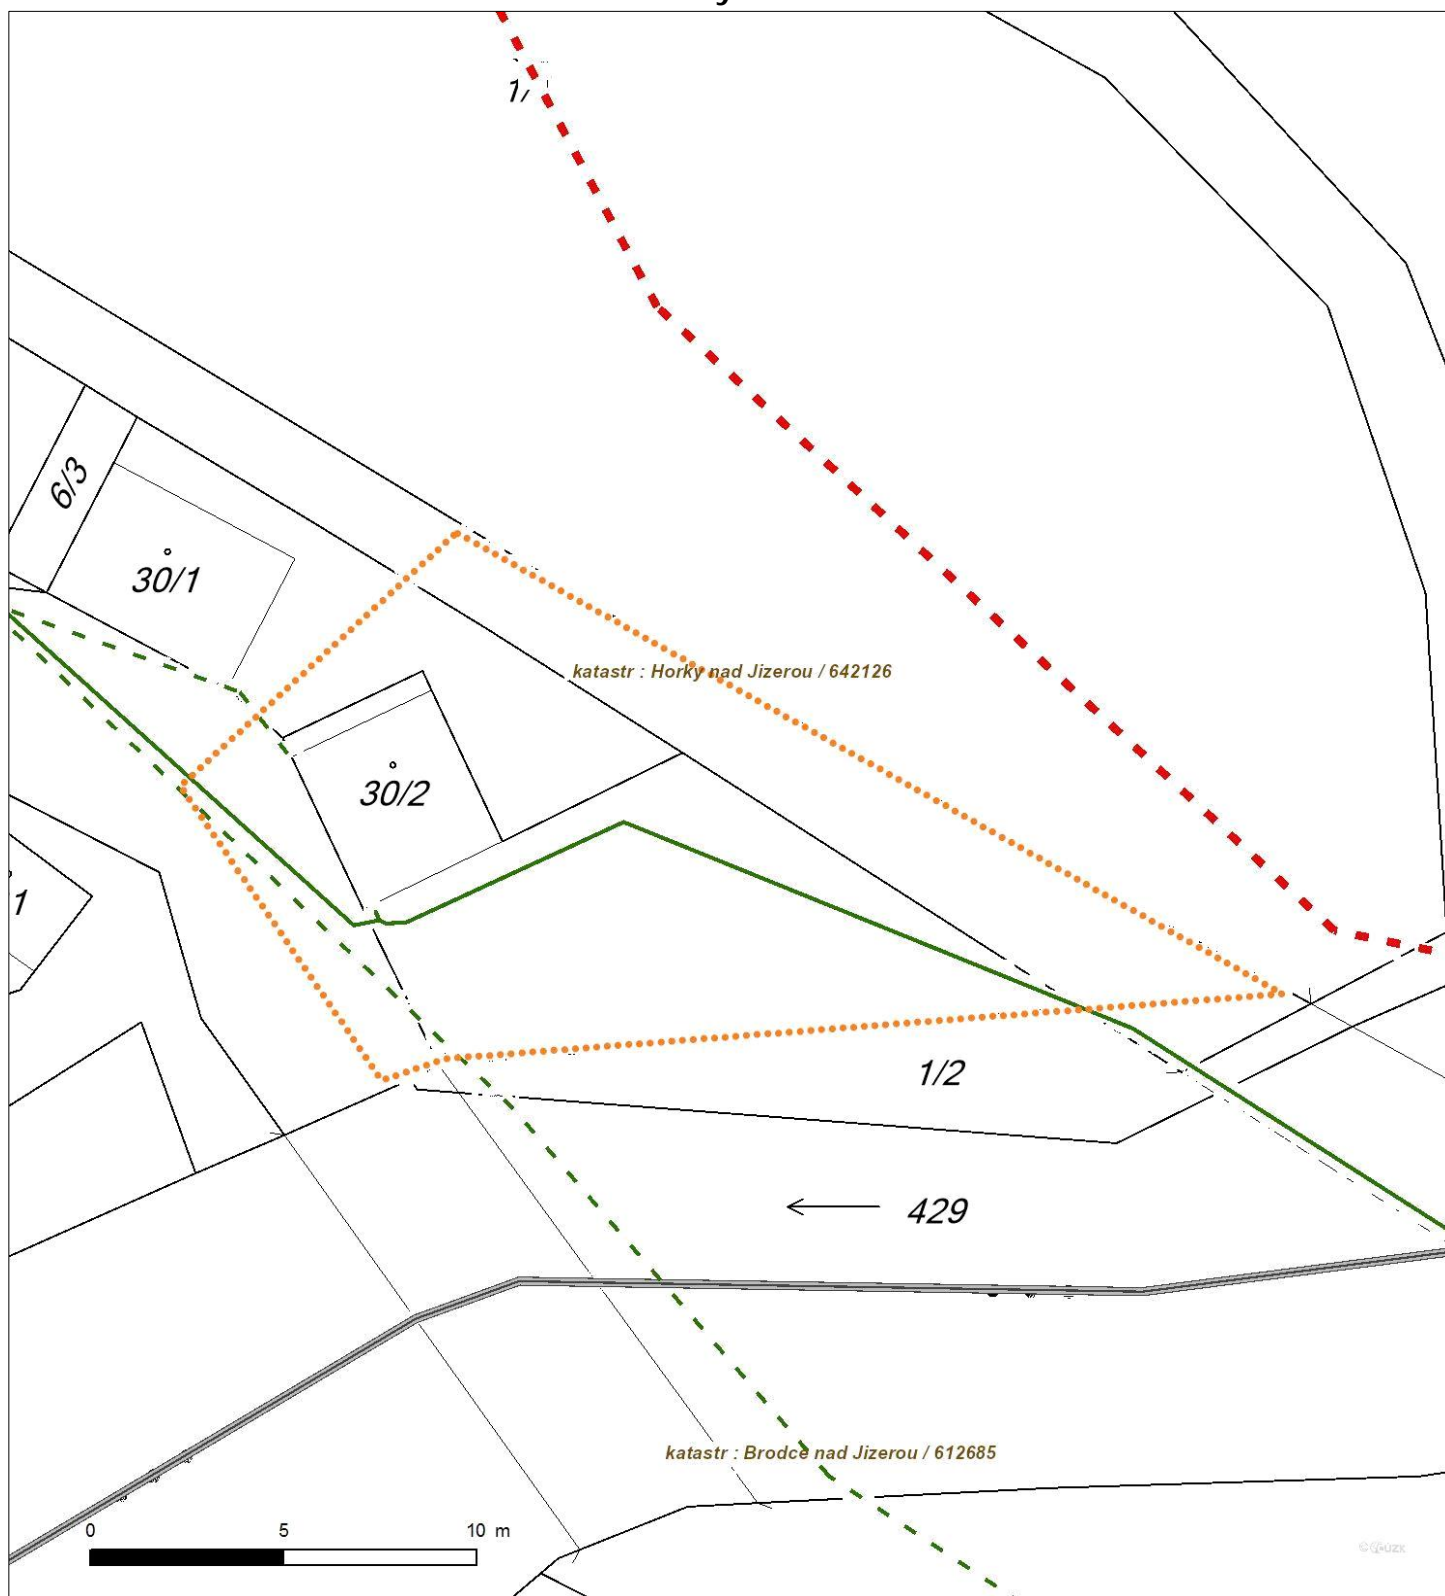 1/
6/3
30/1
katastr : Horky nad Jizerou / 642126
30/2
1
1/2
429
katastr : Brodce nad Jizerou / 612685
0 5 10 m